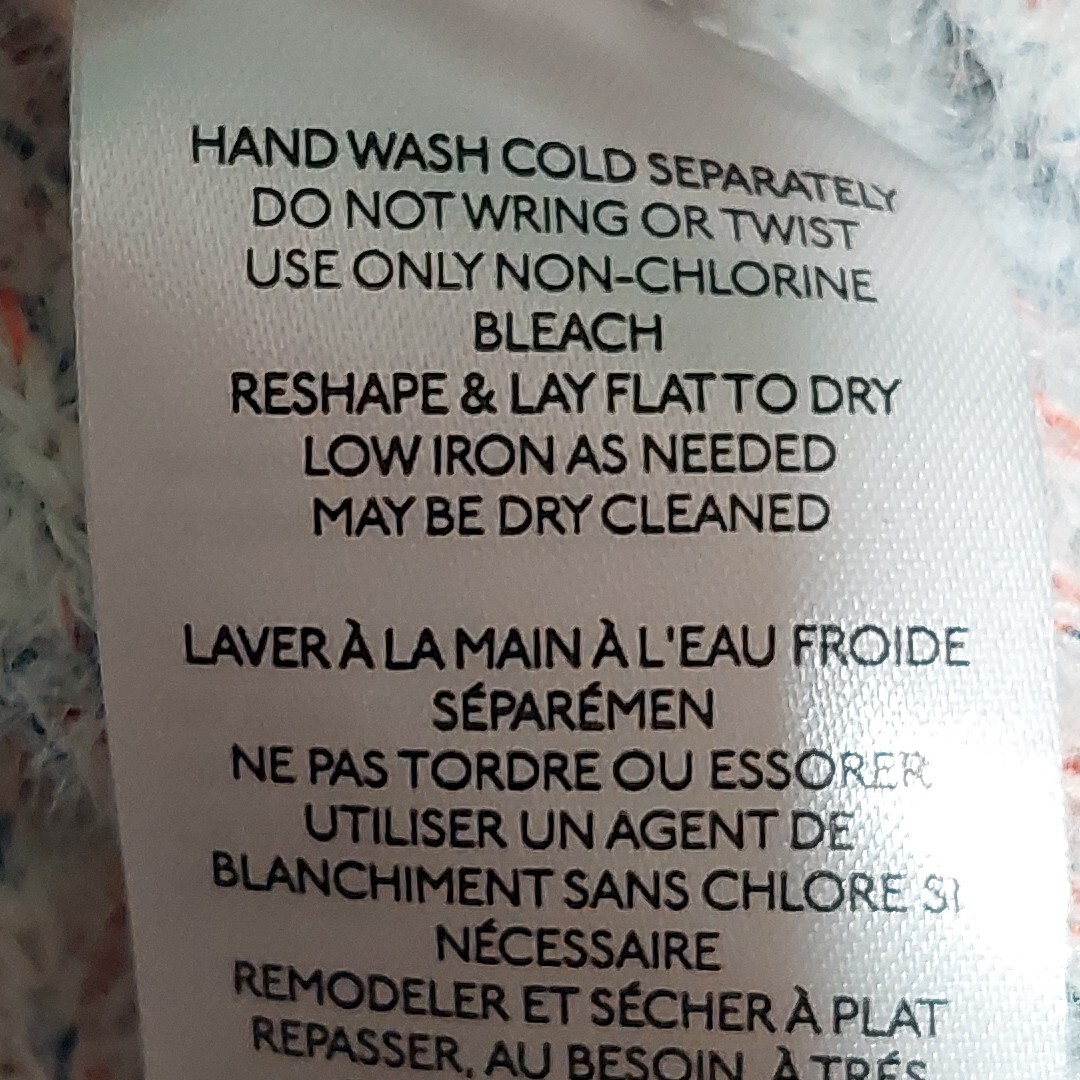 HAND WASH COLD SEPARATELY
DO NOT WRING OR TWIST
USE ONLY NON-CHLORINE
BLEACH
RESHAPE & LAY FLAT TO DRY
LOW IRON AS NEEDED
MAY BE DRY CLEANED
LAVER À LA MAIN À L'EAU FROIDE
SÉPARÉMEN
NE PAS TORDRE OU ESSORER
UTILISER UN AGENT DE
BLANCHIMENT SANS CHLORE SI
NÉCESSAIRE
REMODELER ET SÉCHER À PLAT
REPASSER, AU BESOIN, À TRÉS